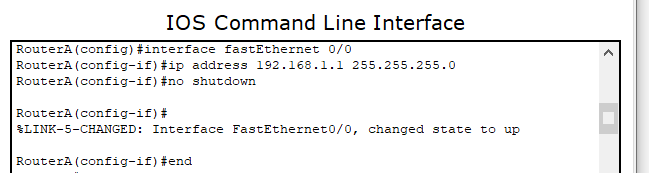 IOS Command Line Interface
RouterA(config)#interface fastEthernet 0/0
RouterA(config-if)#ip address 192.168.1.1 255.255.255.0
RouterA(config-if)#no shutdown
RouterA(config-if)#
%LINK-5-CHANGED: Interface FastEthernet0/0, changed state to up
RouterA(config-if)#end